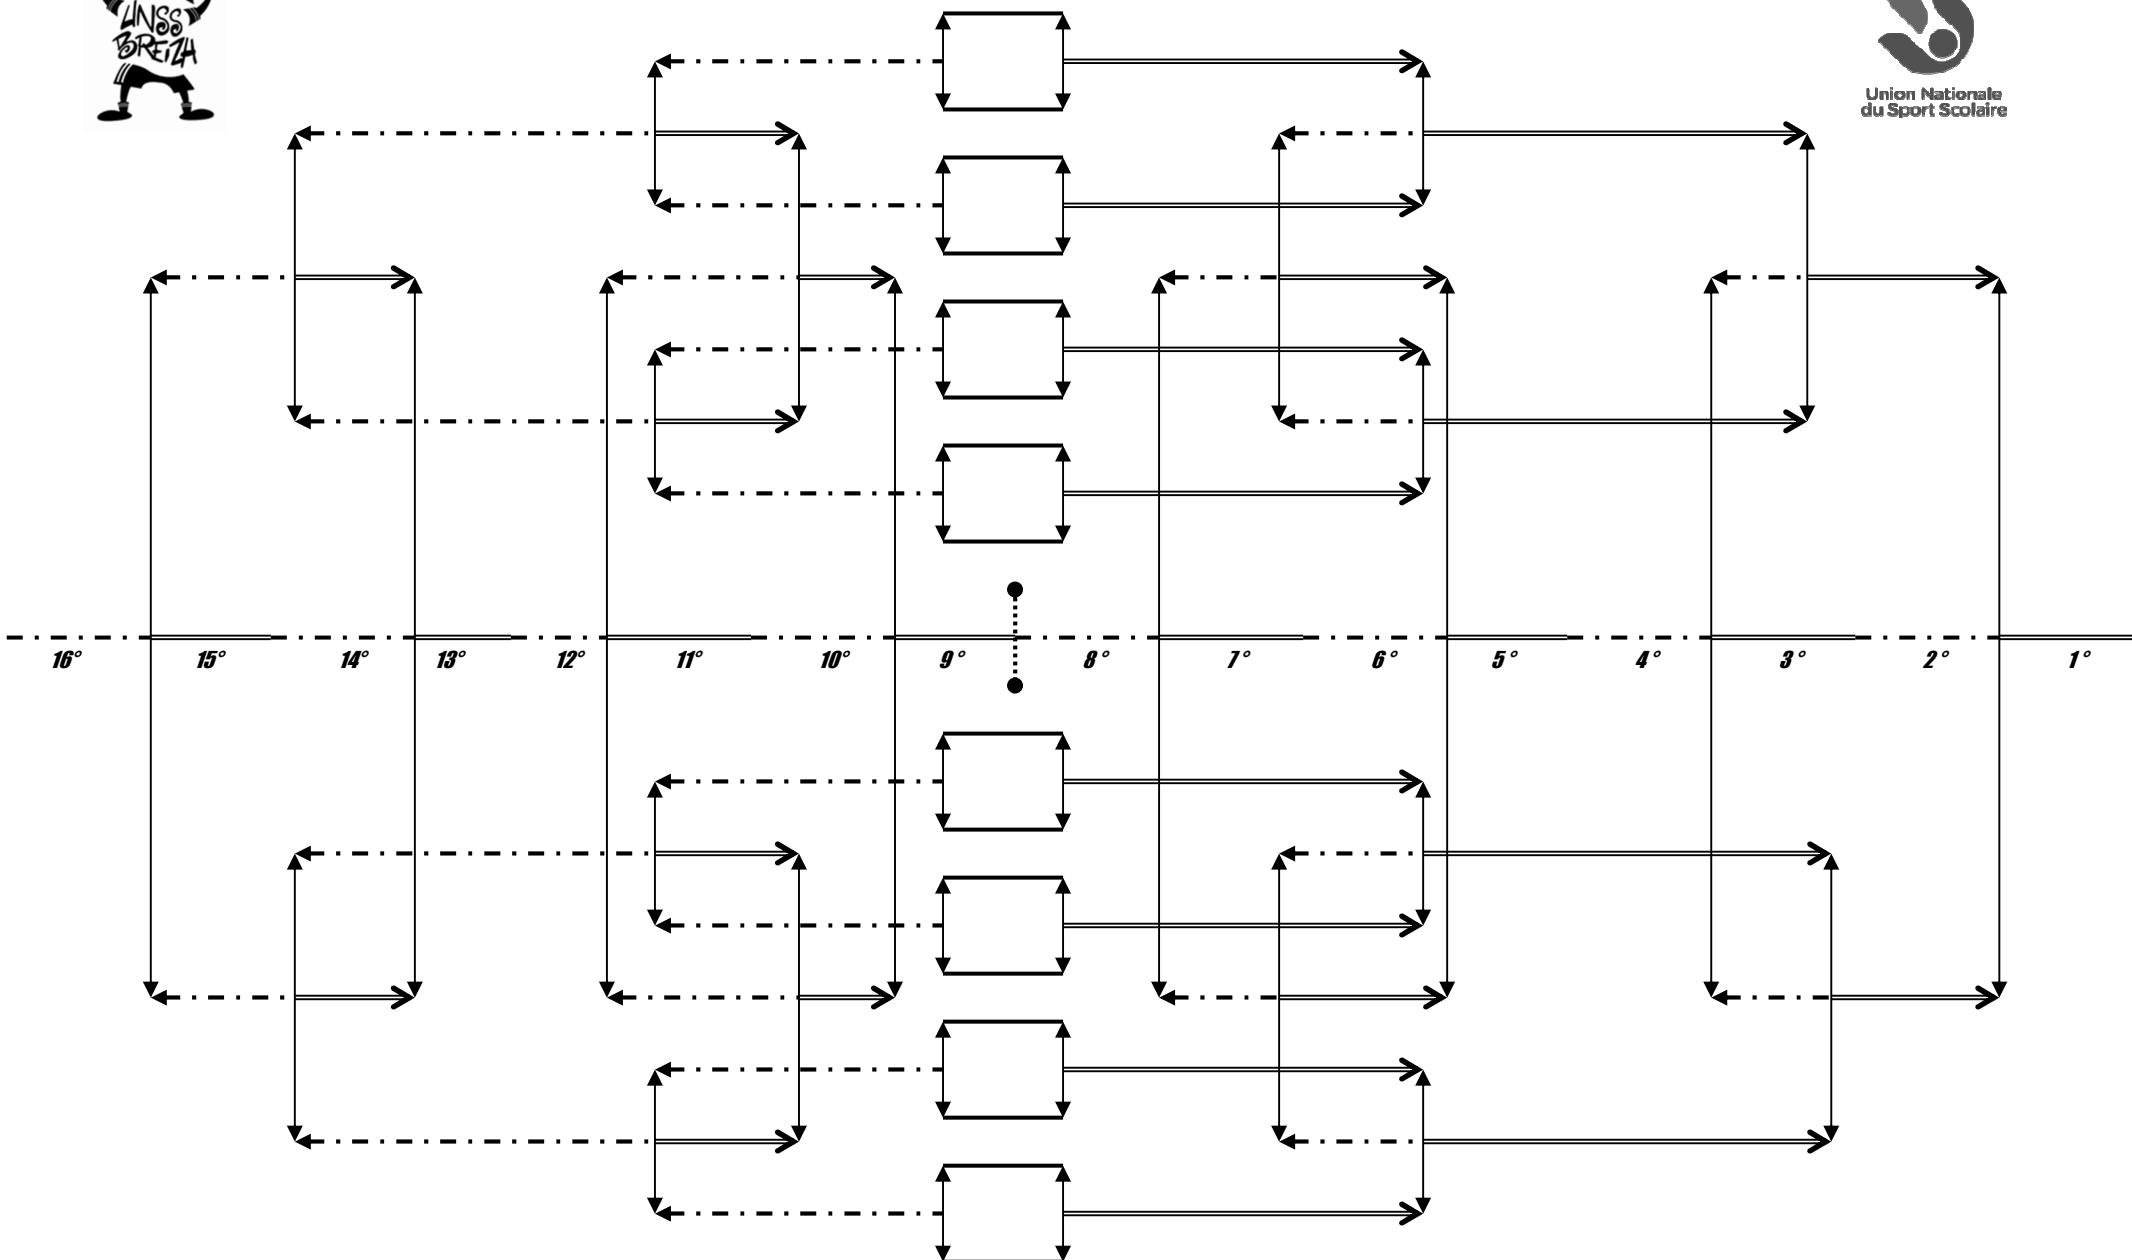 UNSS
BREIZH
Union Nationale
du Sport Scolaire
16° 15° 14° 13° 12° 11° 10° 9° 8° 7° 6° 5° 4° 3° 2° 1°